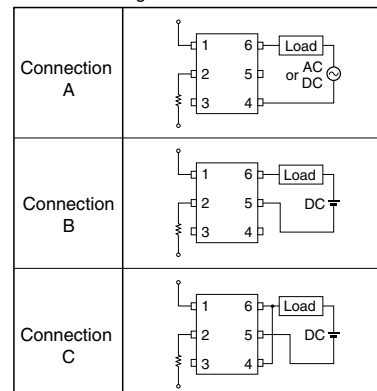 Connection
A
1 6 Load
2 5 or AC
DC
3 4
Connection
B
1 6 Load
2 5 DC
3 4
Connection
C
1 6 Load
2 5 DC
3 4